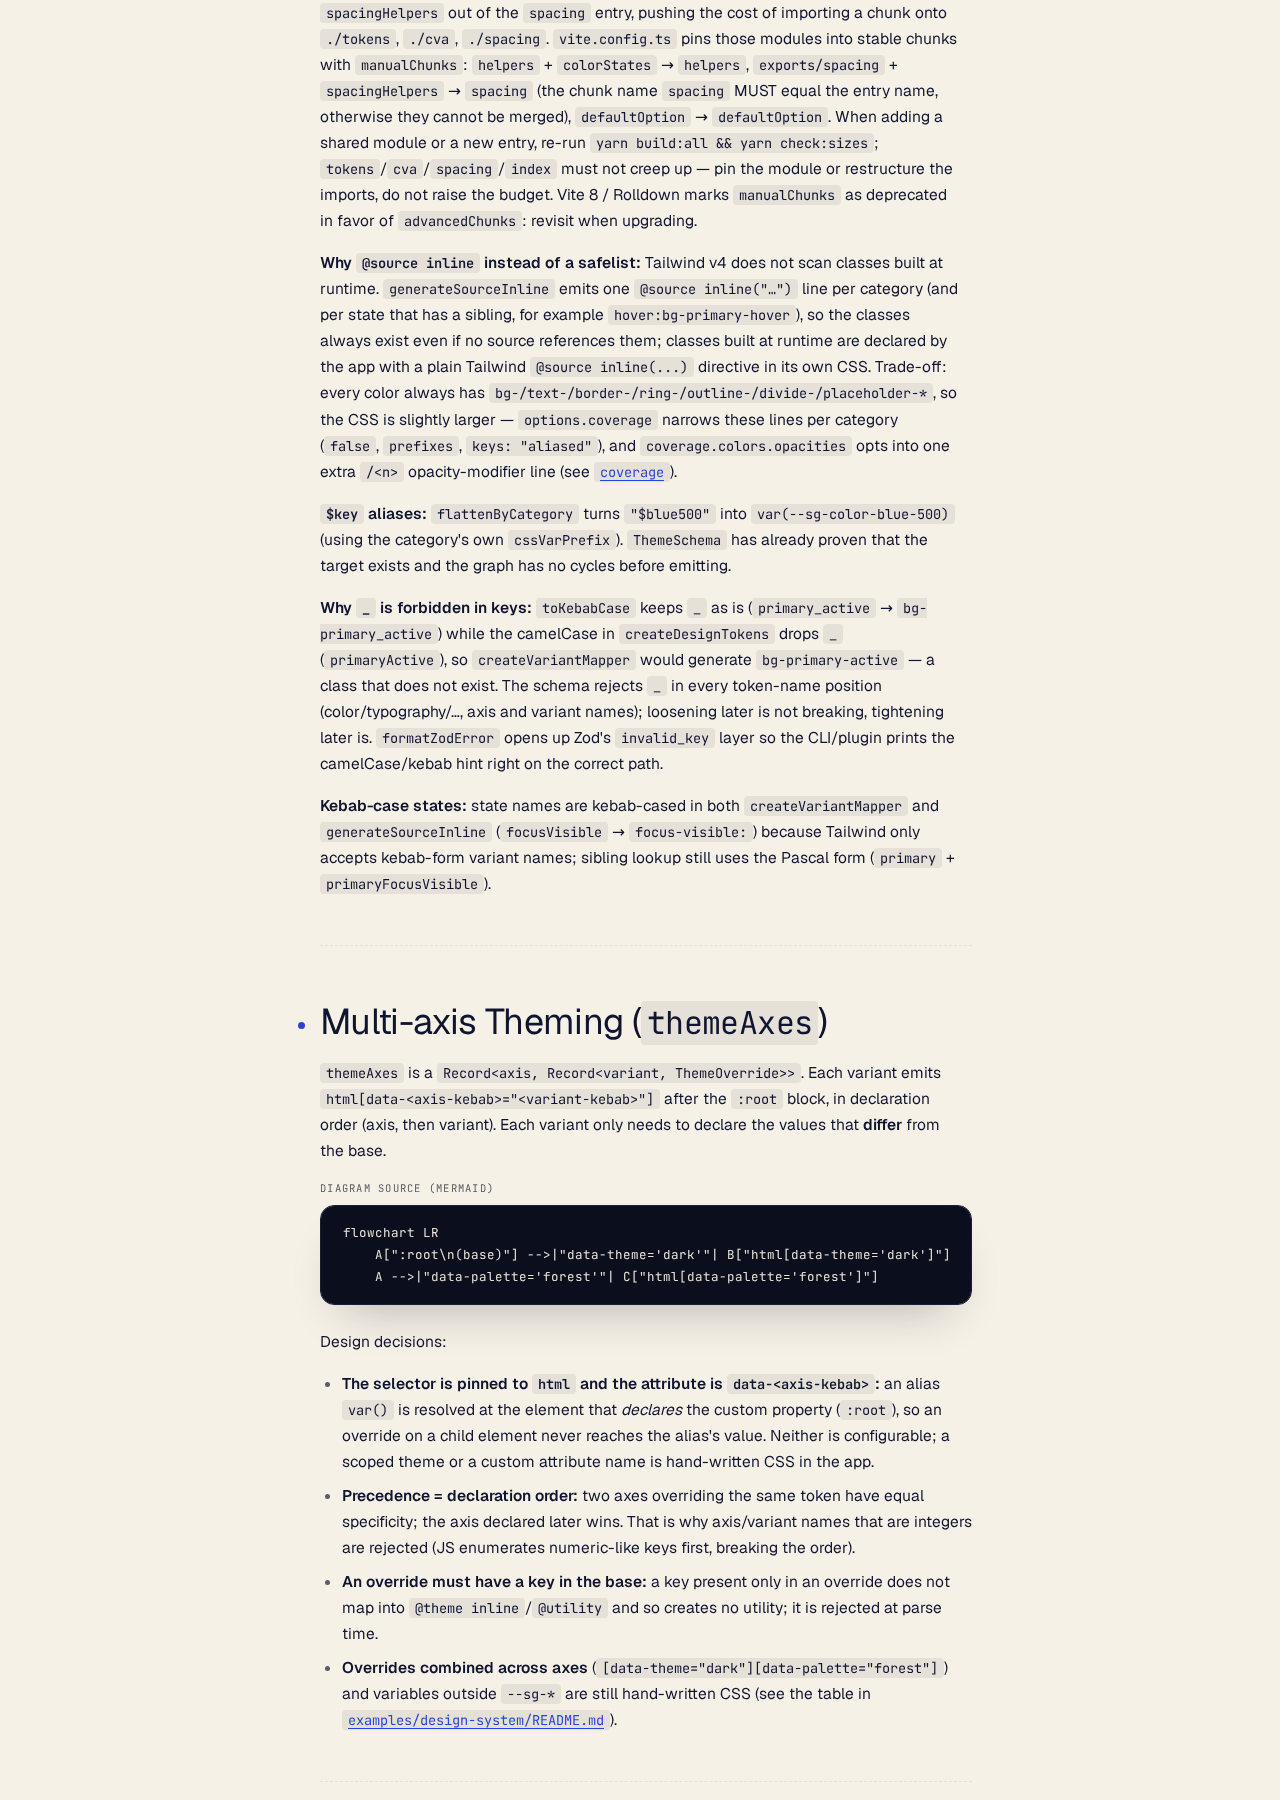 spacingHelpers out of the spacing entry, pushing the cost of importing a chunk onto
./tokens, ./cva, ./spacing. vite.config.ts pins those modules into stable chunks
with manualChunks: helpers + colorStates → helpers, exports/spacing +
spacingHelpers → spacing (the chunk name spacing MUST equal the entry name,
otherwise they cannot be merged), defaultOption → defaultOption. When adding a
shared module or a new entry, re-run yarn build:all && yarn check:sizes;
tokens/cva/spacing/index must not creep up — pin the module or restructure the
imports, do not raise the budget. Vite 8 / Rolldown marks manualChunks as deprecated
in favor of advancedChunks: revisit when upgrading.
Why @source inline instead of a safelist: Tailwind v4 does not scan classes built at
runtime. generateSourceInline emits one @source inline("…") line per category (and
per state that has a sibling, for example hover:bg-primary-hover), so the classes
always exist even if no source references them; classes built at runtime are declared by
the app with a plain Tailwind @source inline(...) directive in its own CSS. Trade-off:
every color always has bg-/text-/border-/ring-/outline-/divide-/placeholder-*, so
the CSS is slightly larger — options.coverage narrows these lines per category
(false, prefixes, keys: "aliased"), and coverage.colors.opacities opts into one
extra /<n> opacity-modifier line (see coverage).
$key aliases: flattenByCategory turns "$blue500" into var(--sg-color-blue-500)
(using the category's own cssVarPrefix). ThemeSchema has already proven that the
target exists and the graph has no cycles before emitting.
Why _ is forbidden in keys: toKebabCase keeps _ as is (primary_active → bg-
primary_active) while the camelCase in createDesignTokens drops _
(primaryActive), so createVariantMapper would generate bg-primary-active — a
class that does not exist. The schema rejects _ in every token-name position
(color/typography/…, axis and variant names); loosening later is not breaking, tightening
later is. formatZodError opens up Zod's invalid_key layer so the CLI/plugin prints the
camelCase/kebab hint right on the correct path.
Kebab-case states: state names are kebab-cased in both createVariantMapper and
generateSourceInline (focusVisible → focus-visible:) because Tailwind only
accepts kebab-form variant names; sibling lookup still uses the Pascal form (primary +
primaryFocusVisible).
Multi-axis Theming (themeAxes)
themeAxes is a Record<axis, Record<variant, ThemeOverride>>. Each variant emits
html[data-<axis-kebab>="<variant-kebab>"] after the :root block, in declaration
order (axis, then variant). Each variant only needs to declare the values that differ from
the base.
DIAGRAM SOURCE (MERMAID)
flowchart LR
    A[":root\n(base)"] -->|"data-theme='dark'"| B["html[data-theme='dark']"]
    A -->|"data-palette='forest'"| C["html[data-palette='forest']"]
Design decisions:
• The selector is pinned to html and the attribute is data-<axis-kebab>: an alias
var() is resolved at the element that declares the custom property (:root), so an
override on a child element never reaches the alias's value. Neither is configurable; a
scoped theme or a custom attribute name is hand-written CSS in the app.
• Precedence = declaration order: two axes overriding the same token have equal
specificity; the axis declared later wins. That is why axis/variant names that are integers
are rejected (JS enumerates numeric-like keys first, breaking the order).
• An override must have a key in the base: a key present only in an override does not
map into @theme inline/@utility and so creates no utility; it is rejected at parse
time.
• Overrides combined across axes ([data-theme="dark"][data-palette="forest"])
and variables outside --sg-* are still hand-written CSS (see the table in
examples/design-system/README.md).